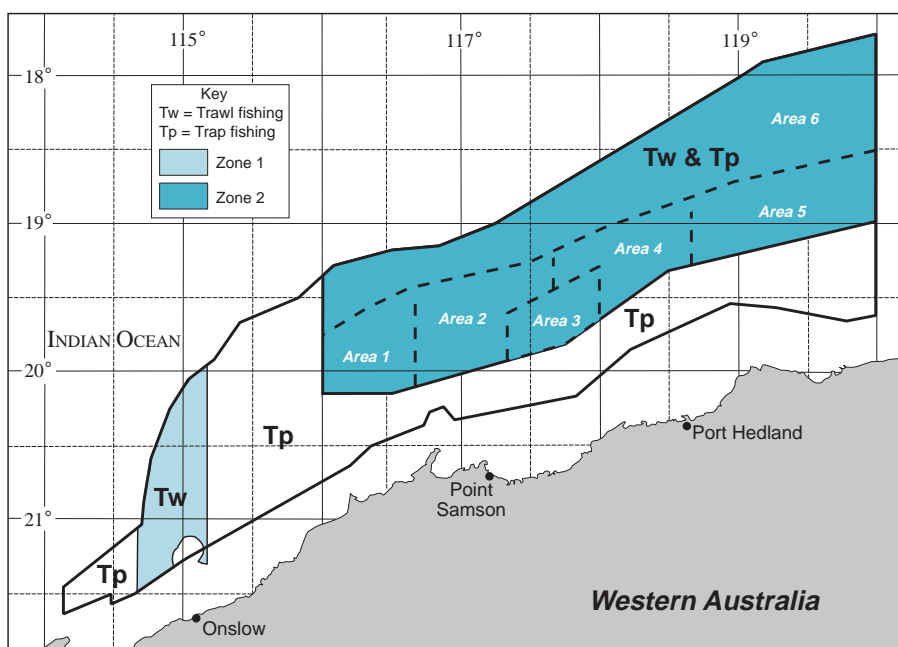 115°
117°
119°
18°
19°
20°
21°
Key
Tw = Trawl fishing
Tp = Trap fishing
Zone 1
Zone 2
Area 6
Tw & Tp
Area 5
Area 4
Area 2
Area 3
Area 1
Tp
INDIAN OCEAN
Tp
Tw
Tp
Port Hedland
Point
Samson
Onslow
Western Australia